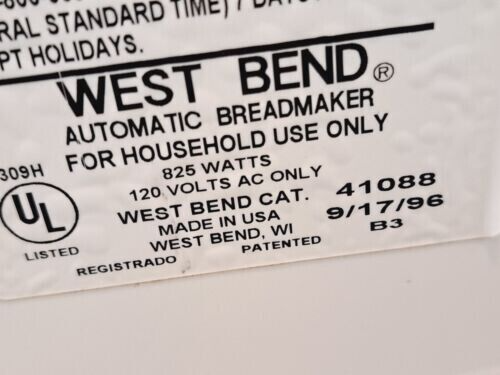 RAL STANDARD TIME) /
PT HOLIDAYS.
WEST BEND®
AUTOMATIC BREADMAKER
FOR HOUSEHOLD USE ONLY
309H
825 WATTS
120 VOLTS AC ONLY
UL
WEST BEND CAT. 41088
MADE IN USA 9/17/96
WEST BEND, WI B3
LISTED
PATENTED
REGISTRADO